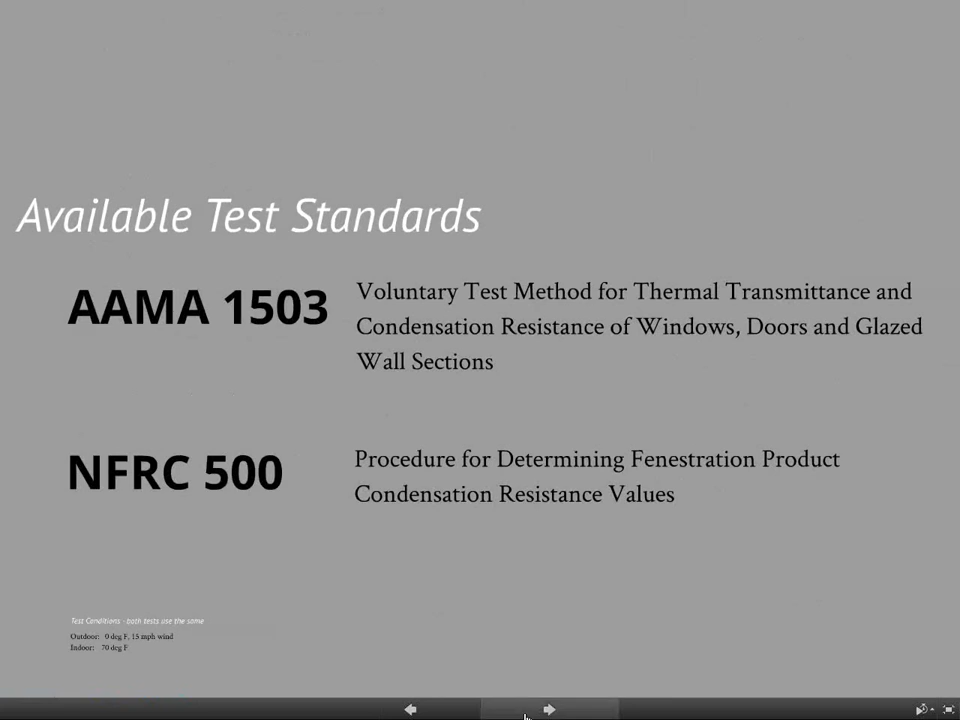 Available Test Standards
AAMA 1503
Voluntary Test Method for Thermal Transmittance and
Condensation Resistance of Windows, Doors and Glazed
Wall Sections
NFRC 500
Procedure for Determining Fenestration Product
Condensation Resistance Values
Test Conditions - both tests use the same
Outdoor: 0 deg F, 15 mph wind
Indoor: 70 deg F